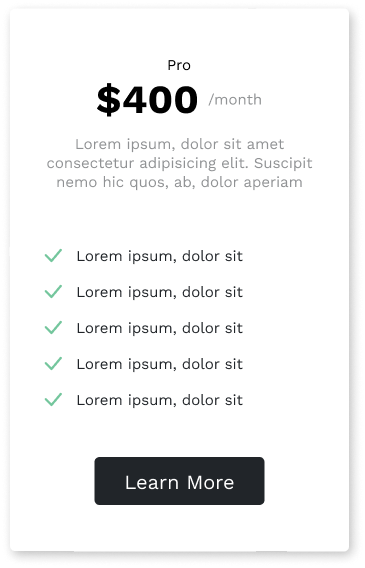 Pro
$400 /month
Lorem ipsum, dolor sit amet
consectetur adipisicing elit. Suscipit
nemo hic quos, ab, dolor aperiam
Lorem ipsum, dolor sit
Lorem ipsum, dolor sit
Lorem ipsum, dolor sit
Lorem ipsum, dolor sit
Lorem ipsum, dolor sit
Learn More